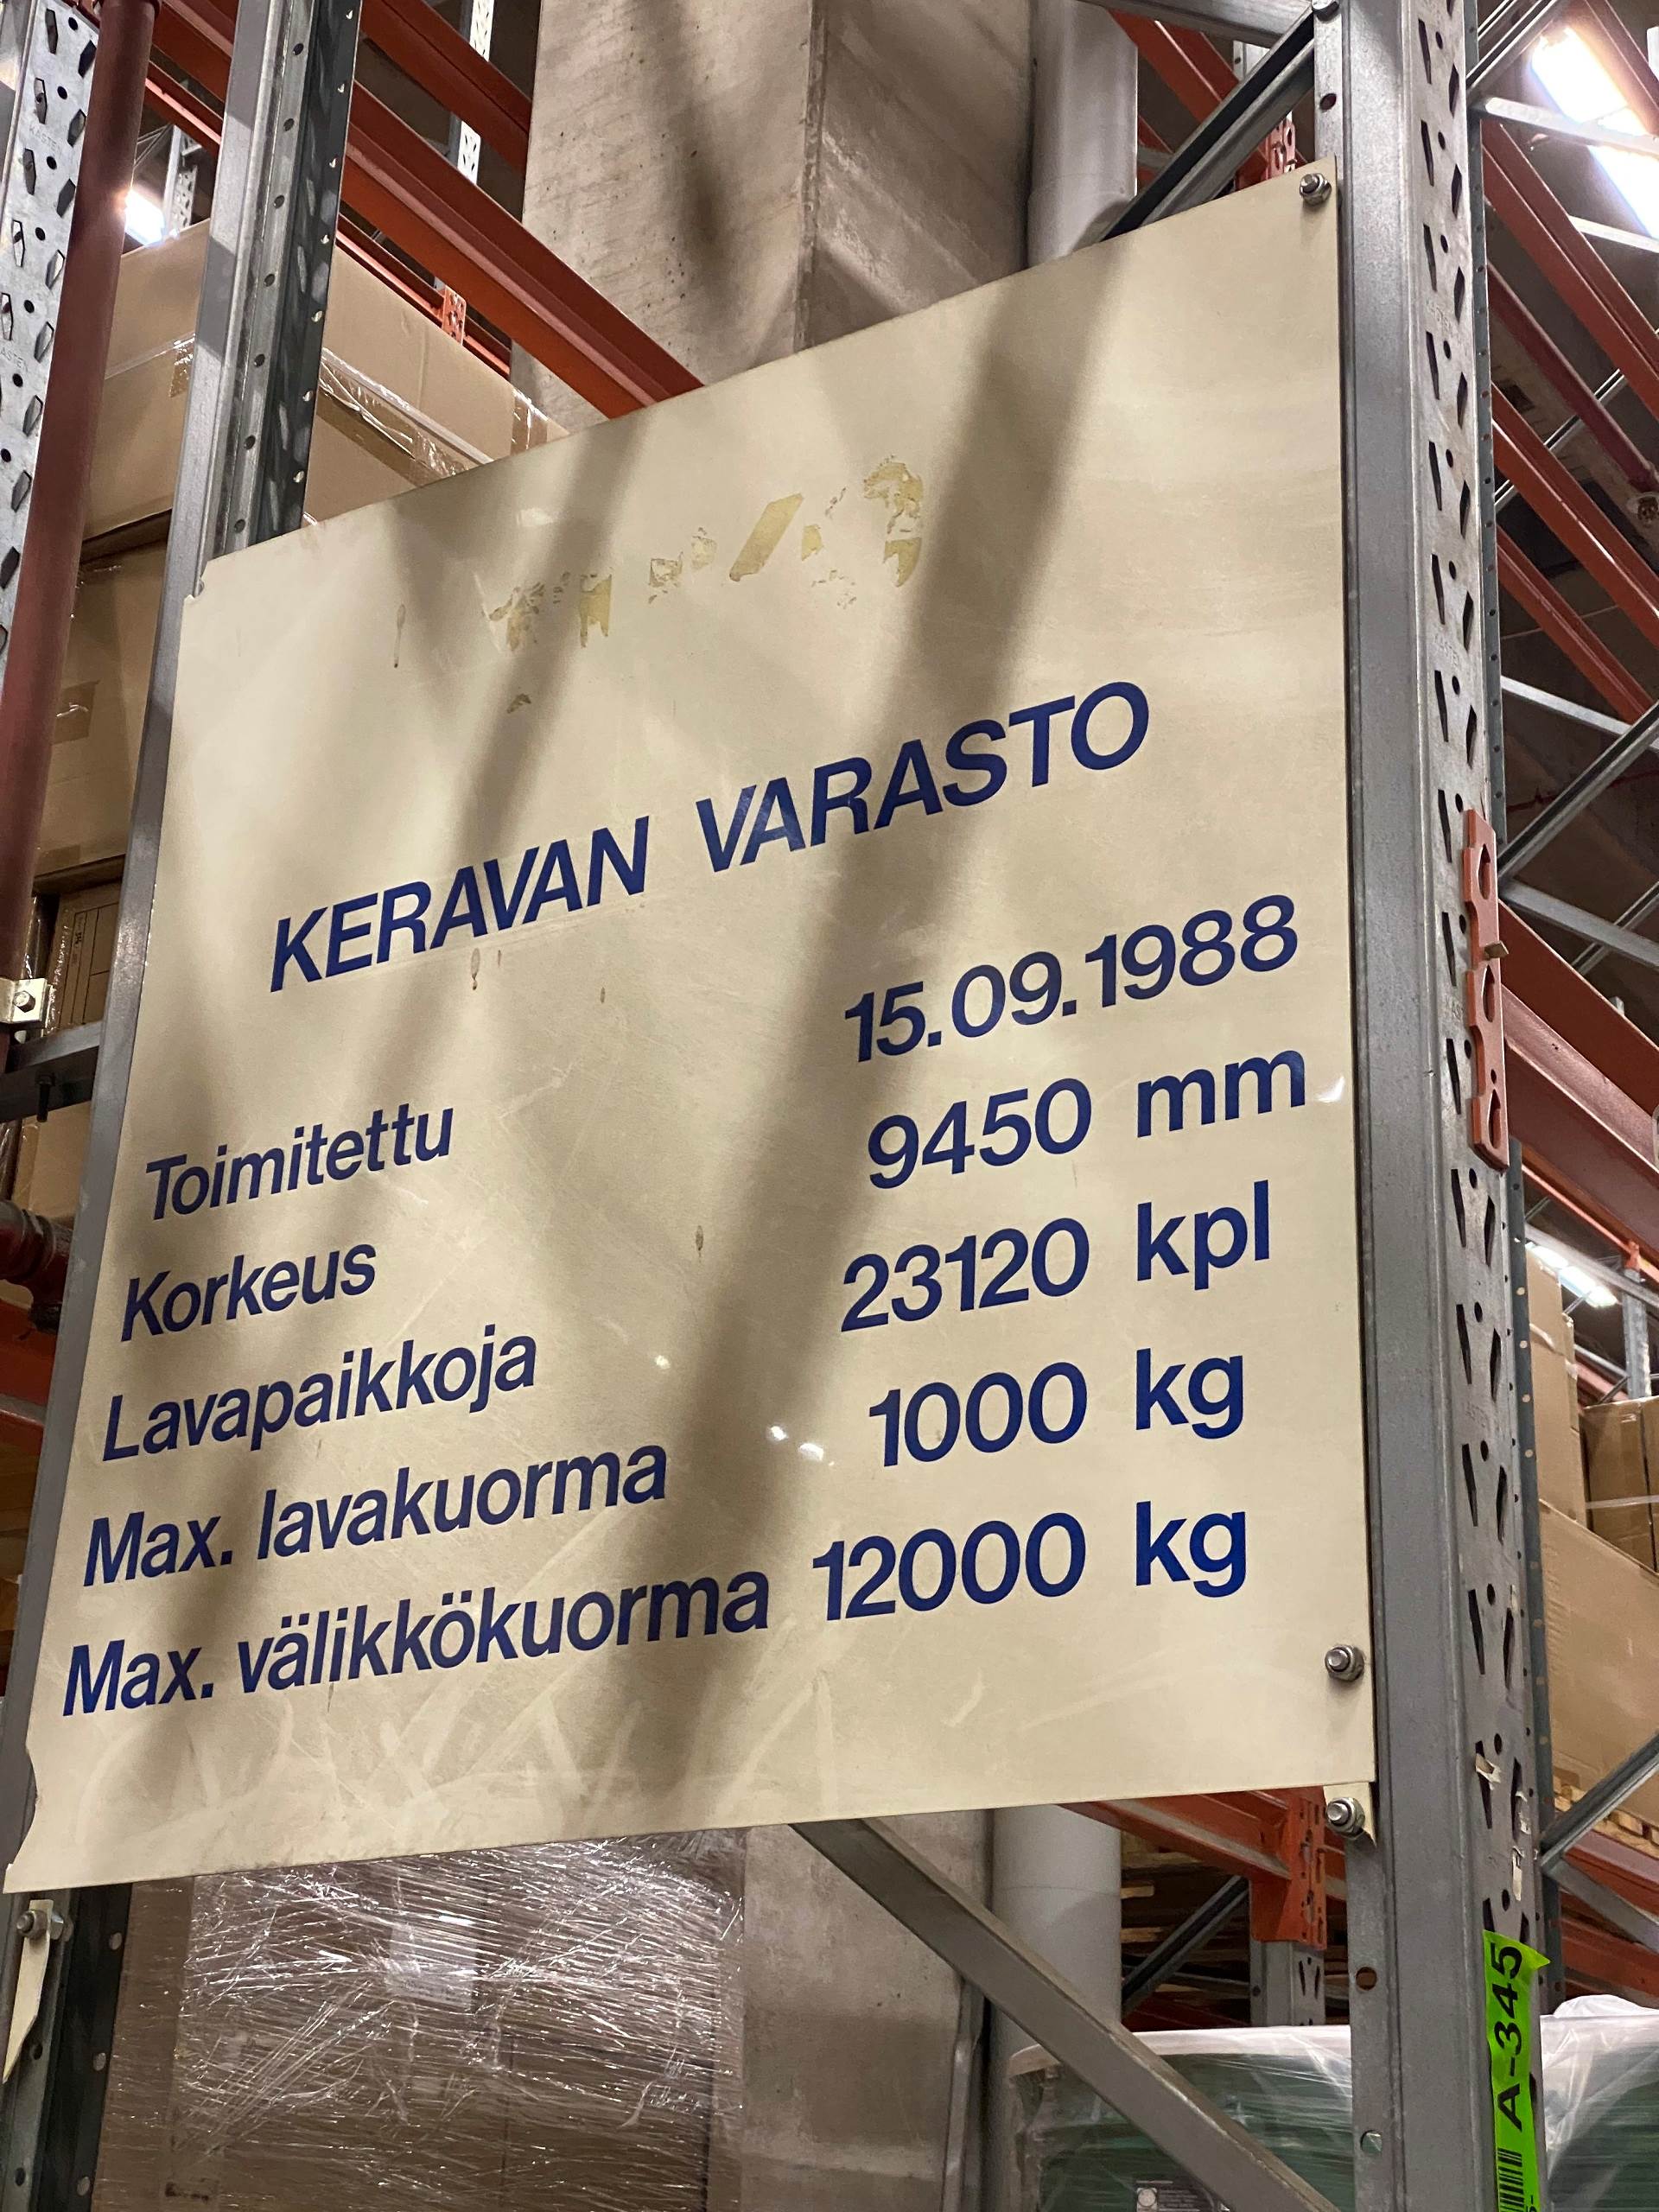 KERAVAN VARASTO
Toimitettu 15.09.1988
Korkeus 9450 mm
Lavapaikkoja 23120 kpl
Max. lavakuorma 1000 kg
Max. välikkökuorma 12000 kg
A-345